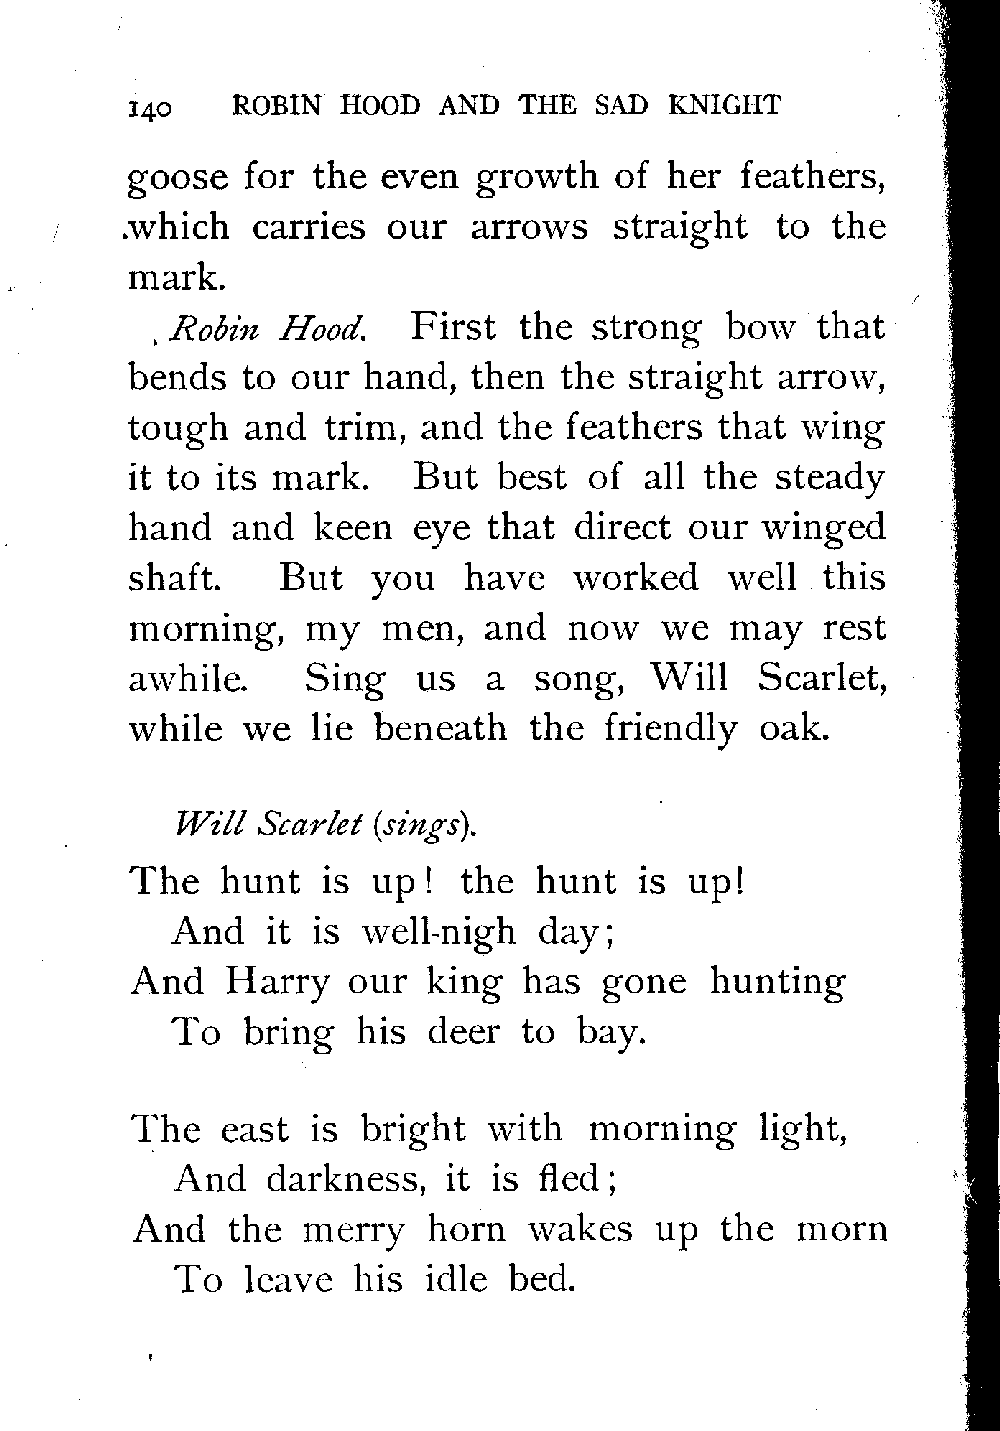 140 ROBIN HOOD AND THE SAD KNIGHT
goose for the even growth of her feathers,
which carries our arrows straight to the
mark.
Robin Hood. First the strong bow that
bends to our hand, then the straight arrow,
tough and trim, and the feathers that wing
it to its mark. But best of all the steady
hand and keen eye that direct our winged
shaft. But you have worked well this
morning, my men, and now we may rest
awhile. Sing us a song, Will Scarlet,
while we lie beneath the friendly oak.
Will Scarlet (sings).
The hunt is up! the hunt is up!
And it is well-nigh day;
And Harry our king has gone hunting
To bring his deer to bay.
The east is bright with morning light,
And darkness, it is fled;
And the merry horn wakes up the morn
To leave his idle bed.